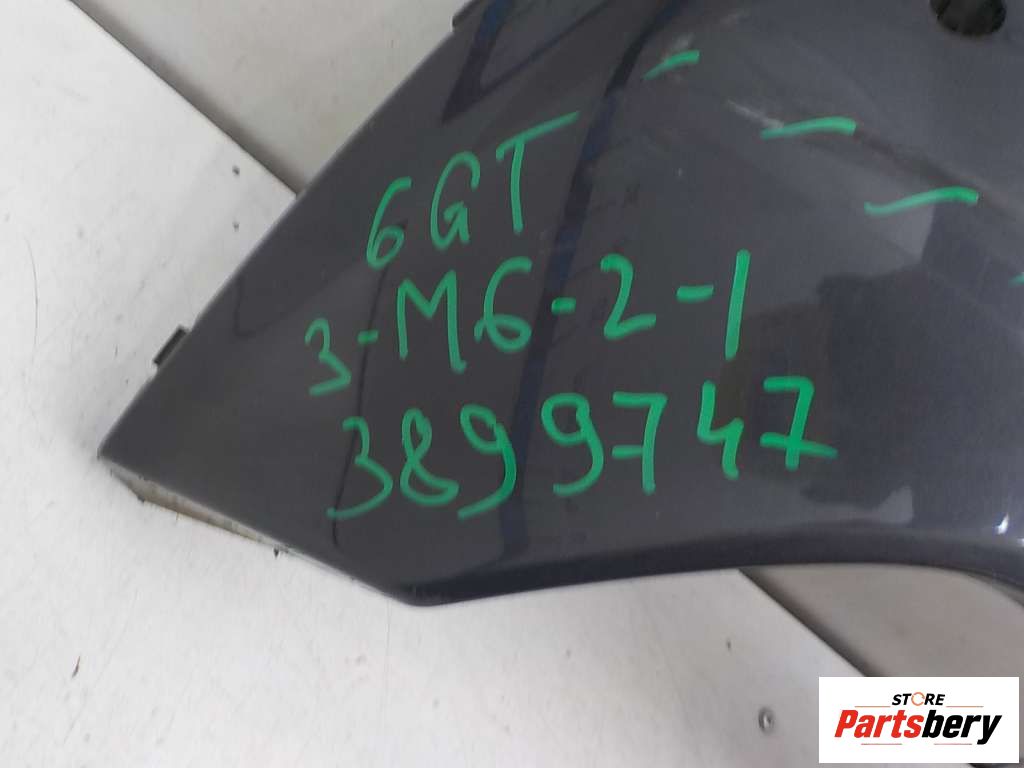 6GT
3-M6-2-1
3899747
STORE
Partsbery